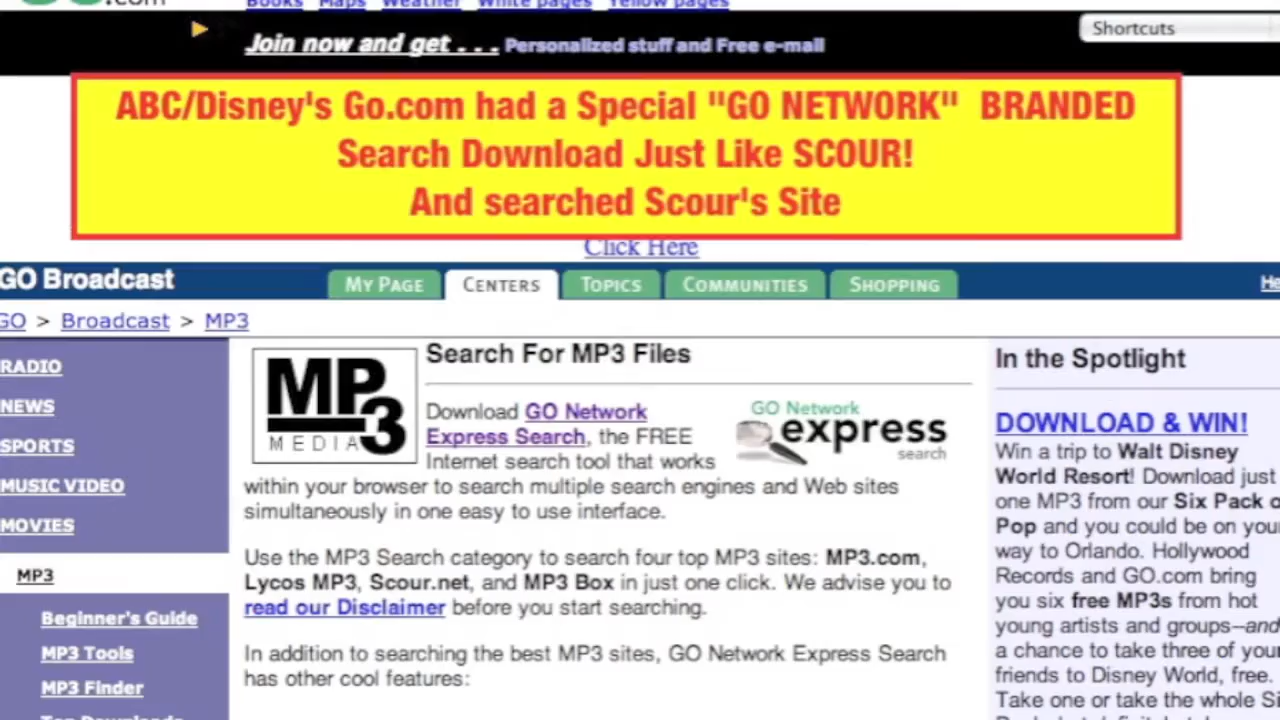 .com
Books Maps Weather White pages Yellow pages
Join now and get . . . Personalized stuff and Free e-mail
Shortcuts
ABC/Disney's Go.com had a Special "GO NETWORK" BRANDED
Search Download Just Like SCOUR!
And searched Scour's Site
Click Here
GO Broadcast
MY PAGE
CENTERS
TOPICS
COMMUNITIES
SHOPPING
GO > Broadcast > MP3
RADIO
NEWS
SPORTS
MUSIC VIDEO
MOVIES
MP3
Beginner's Guide
MP3 Tools
MP3 Finder
Top Downloads
MP3
MEDIA
Search For MP3 Files
Download GO Network
Express Search, the FREE
Internet search tool that works
within your browser to search multiple search engines and Web sites
simultaneously in one easy to use interface.
GO Network
express
search
Use the MP3 Search category to search four top MP3 sites: MP3.com,
Lycos MP3, Scour.net, and MP3 Box in just one click. We advise you to
read our Disclaimer before you start searching.
In addition to searching the best MP3 sites, GO Network Express Search
has other cool features:
In the Spotlight
DOWNLOAD & WIN!
Win a trip to Walt Disney
World Resort! Download just
one MP3 from our Six Pack
Pop and you could be on your
way to Orlando. Hollywood
Records and GO.com bring
you six free MP3s from hot
young artists and groups--and
a chance to take three of your
friends to Disney World, free.
Take one or take the whole